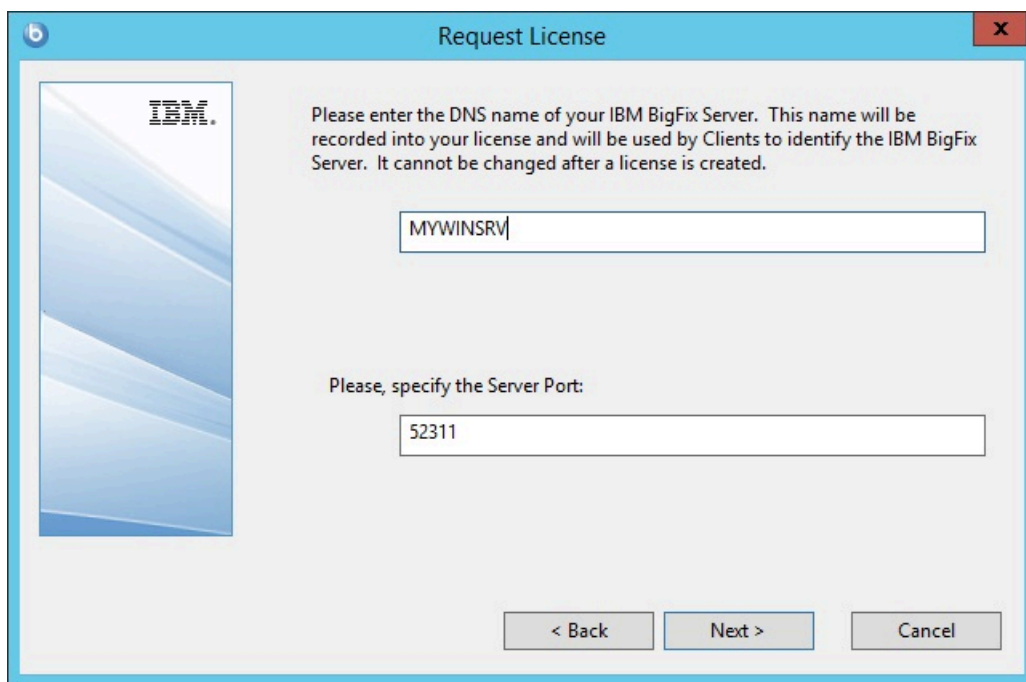 Request License
x
IBM.
Please enter the DNS name of your IBM BigFix Server. This name will be
recorded into your license and will be used by Clients to identify the IBM BigFix
Server. It cannot be changed after a license is created.
MYWINSRV
Please, specify the Server Port:
52311
< Back Next > Cancel